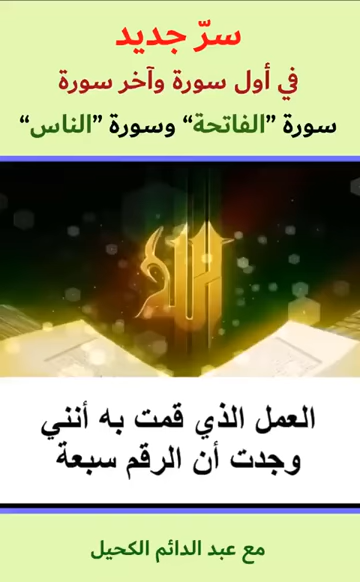 سرّ جديد
في أول سورة وآخر سورة
سورة ”الفاتحة“ وسورة ”الناس“
الله
العمل الذي قمت به أنني
وجدت أن الرقم سبعة
مع عبد الدائم الكحيل